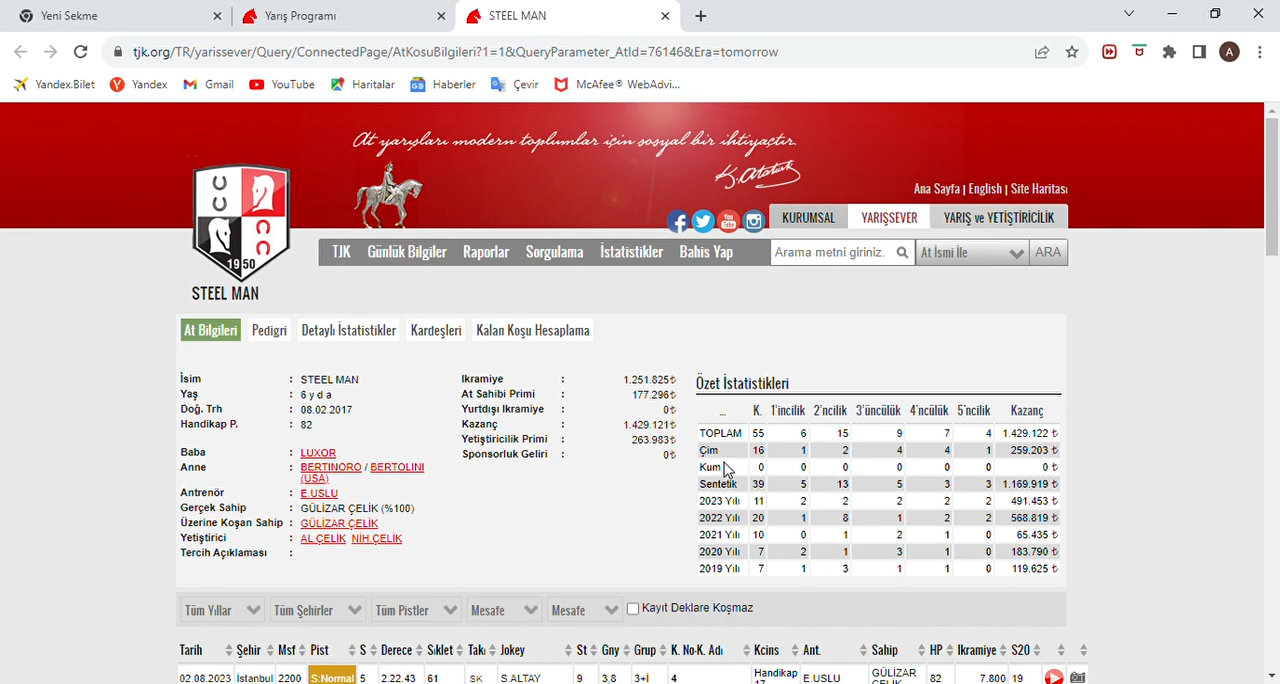 Yeni Sekme
Yarış Programı
STEEL MAN
tjk.org/TR/yarissever/Query/ConnectedPage/AtKosuBilgileri?1=1&QueryParameter_AtId=76146&Era=tomorrow
A
Yandex.Bilet Yandex Gmail YouTube Haritalar Haberler Çevir McAfee® WebAdvi...
At yarışları modern toplumlar için sosyal bir ihtiyaçtır.
K. Atatürk
Ana Sayfa | English | Site Haritası
KURUMSAL YARIŞSEVER YARIŞ ve YETİŞTİRİCİLİK
1950
TJK Günlük Bilgiler Raporlar Sorgulama İstatistikler Bahis Yap Arama metni giriniz. At İsmi İle ARA
STEEL MAN
At Bilgileri Pedigri Detaylı İstatistikler Kardeşleri Kalan Koşu Hesaplama
İsim : STEEL MAN
Yaş : 6 y d a
Doğ. Trh : 08.02.2017
Handikap P. : 82
Baba : LUXOR
Anne : BERTINORO / BERTOLINI
(USA)
Antrenör : E.USLU
Gerçek Sahip : GÜLİZAR ÇELİK (%100)
Üzerine Koşan Sahip : GÜLİZAR ÇELİK
Yetiştirici : AL.ÇELİK NİH.ÇELİK
Tercih Açıklaması :
Ikramiye : 1.251.825₺
At Sahibi Primi : 177.296₺
Yurtdışı Ikramiye : 0₺
Kazanç : 1.429.121₺
Yetiştiricilik Primi : 263.983₺
Sponsorluk Geliri : 0₺
Özet İstatistikleri
... K. 1'incilik 2'ncilik 3'üncülük 4'ncülük 5'ncilik Kazanç
TOPLAM 55 6 15 9 7 4 1.429.122 ₺
Çim 16 1 2 4 4 1 259.203 ₺
Kum 0 0 0 0 0 0 0 ₺
Sentetik 39 5 13 5 3 3 1.169.919 ₺
2023 Yılı 11 2 2 2 2 2 491.453 ₺
2022 Yılı 20 1 8 1 2 2 568.819 ₺
2021 Yılı 10 0 1 2 1 0 65.435 ₺
2020 Yılı 7 2 1 3 1 0 183.790 ₺
2019 Yılı 7 1 3 1 1 0 119.625 ₺
Tüm Yıllar Tüm Şehirler Tüm Pistler Mesafe Mesafe Kayıt Deklare Koşmaz
Tarih Şehir Msf Pist S Derece Sıklet Takı Jokey St Gny Grup K. No-K. Adı Kcins Ant. Sahip HP Ikramiye S20
02.08.2023 İstanbul 2200 S:Normal 5 2.22.43 61 SK S.ALTAY 9 3,8 3+İ 4 Handikap 17 E.USLU GÜLİZAR ÇELİK 82 7.800 19